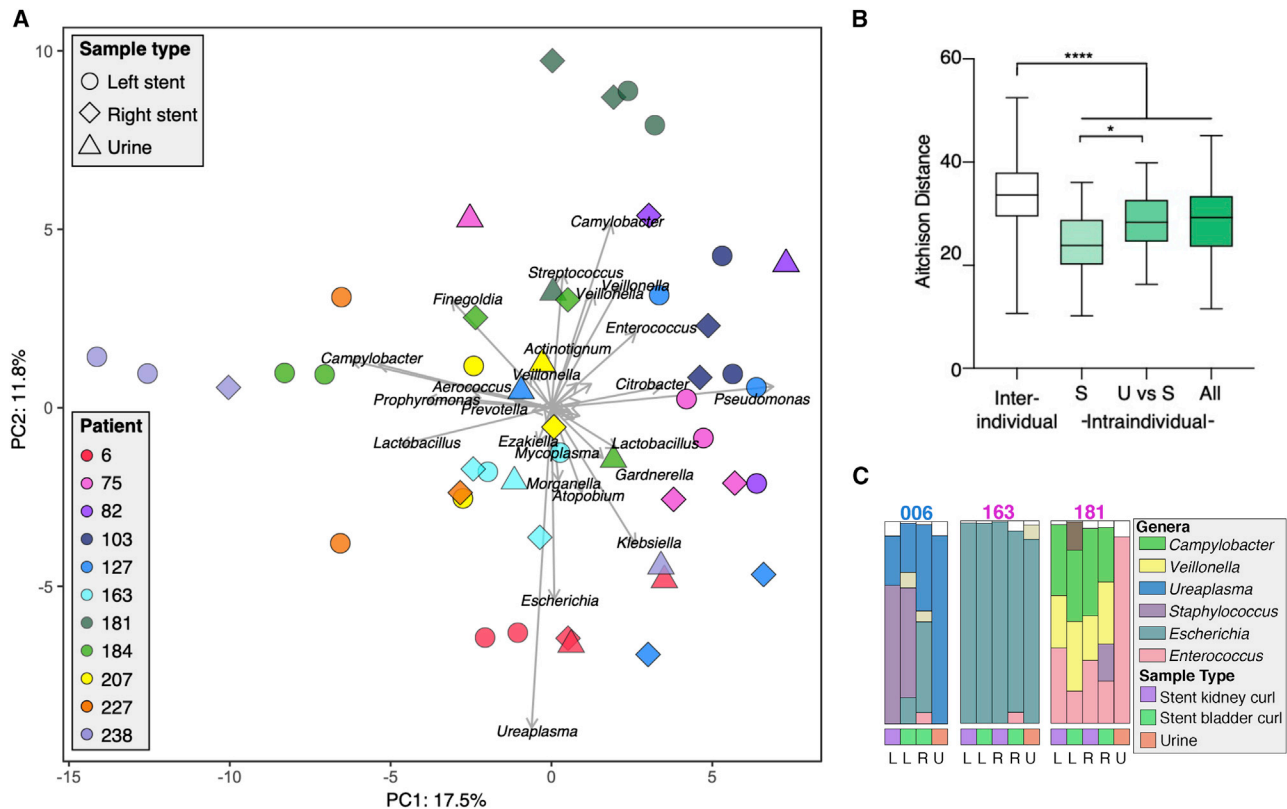 A
Sample type
Left stent
Right stent
Urine
Patient
6
75
82
103
127
163
181
184
207
227
238
PC2: 11.8%
10
5
0
-5
-15
-10
-5
0
5
PC1: 17.5%
Camylobacter
Streptococcus
Veillonella
Veillonella
Finegoldia
Enterococcus
Actinotignum
Campylobacter
Veillonella
Aerococcus
Citrobacter
Prophyromonas
Pseudomonas
Prevotella
Lactobacillus
Ezakiella
Lactobacillus
Mycoplasma
Gardnerella
Morganella
Atopobium
Klebsiella
Escherichia
Ureaplasma
B
Aitchison Distance
60
40
20
0
****
*
Inter-
individual
S
U vs S
All
-Intraindividual-
C
006
163
181
L L R U
L L R R U
L L R R U
Genera
Campylobacter
Veillonella
Ureaplasma
Staphylococcus
Escherichia
Enterococcus
Sample Type
Stent kidney curl
Stent bladder curl
Urine